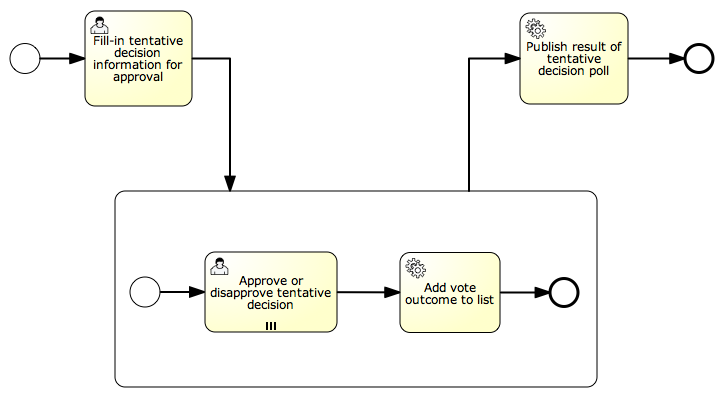 Fill-in tentative
decision
information for
approval
Publish result of
tentative
decision poll
Approve or
disapprove tentative
decision
Add vote
outcome to list